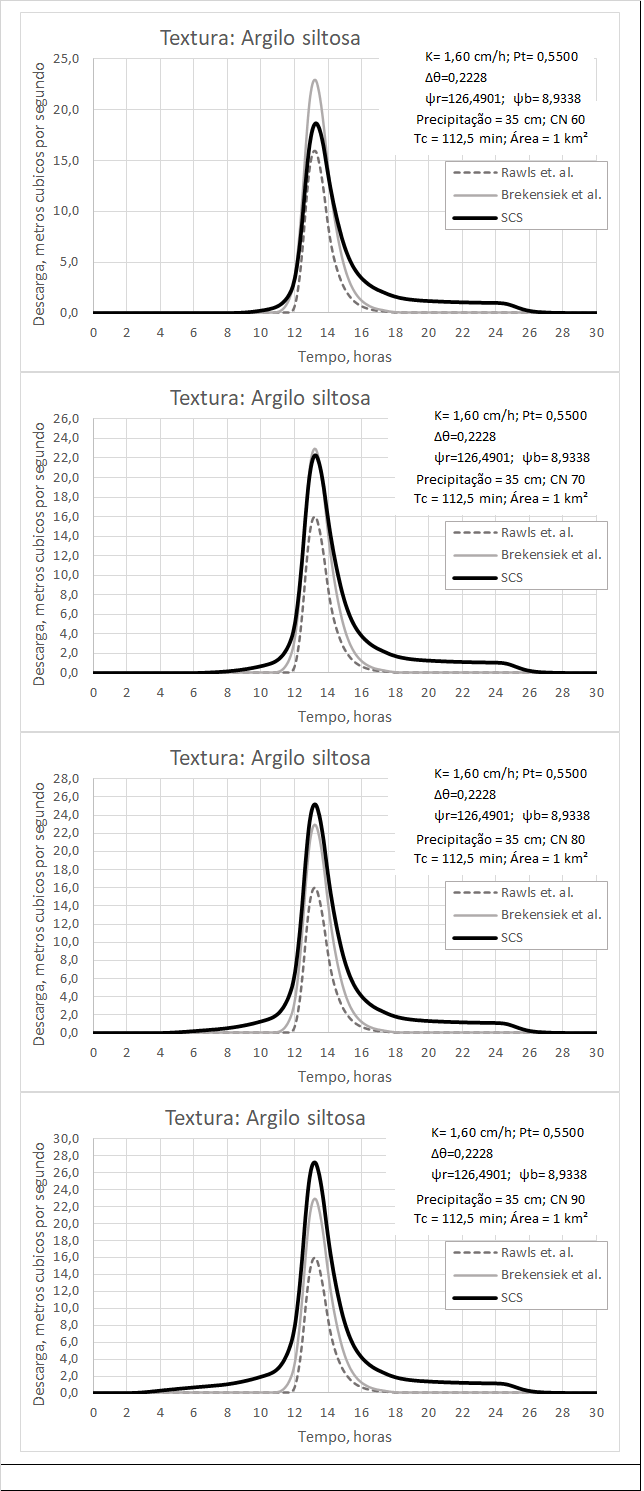 Textura: Argilo siltosa
K= 1,60 cm/h; Pt= 0,5500
Δθ=0,2228
ψr=126,4901; ψb= 8,9338
Precipitação = 35 cm; CN 60
Tc = 112,5 min; Área = 1 km²
Rawls et. al.
Brekensiek et al.
SCS
Descarga, metros cubicos por segundo
25,0
20,0
15,0
10,0
5,0
0,0
0 2 4 6 8 10 12 14 16 18 20 22 24 26 28 30
Tempo, horas
Textura: Argilo siltosa
K= 1,60 cm/h; Pt= 0,5500
Δθ=0,2228
ψr=126,4901; ψb= 8,9338
Precipitação = 35 cm; CN 70
Tc = 112,5 min; Área = 1 km²
Rawls et. al.
Brekensiek et al.
SCS
Descarga, metros cubicos por segundo
26,0
24,0
22,0
20,0
18,0
16,0
14,0
12,0
10,0
8,0
6,0
4,0
2,0
0,0
0 2 4 6 8 10 12 14 16 18 20 22 24 26 28 30
Tempo, horas
Textura: Argilo siltosa
K= 1,60 cm/h; Pt= 0,5500
Δθ=0,2228
ψr=126,4901; ψb= 8,9338
Precipitação = 35 cm; CN 80
Tc = 112,5 min; Área = 1 km²
Rawls et. al.
Brekensiek et al.
SCS
Descarga, metros cubicos por segundo
28,0
26,0
24,0
22,0
20,0
18,0
16,0
14,0
12,0
10,0
8,0
6,0
4,0
2,0
0,0
0 2 4 6 8 10 12 14 16 18 20 22 24 26 28 30
Tempo, horas
Textura: Argilo siltosa
K= 1,60 cm/h; Pt= 0,5500
Δθ=0,2228
ψr=126,4901; ψb= 8,9338
Precipitação = 35 cm; CN 90
Tc = 112,5 min; Área = 1 km²
Rawls et. al.
Brekensiek et al.
SCS
Descarga, metros cubicos por segundo
30,0
28,0
26,0
24,0
22,0
20,0
18,0
16,0
14,0
12,0
10,0
8,0
6,0
4,0
2,0
0,0
0 2 4 6 8 10 12 14 16 18 20 22 24 26 28 30
Tempo, horas